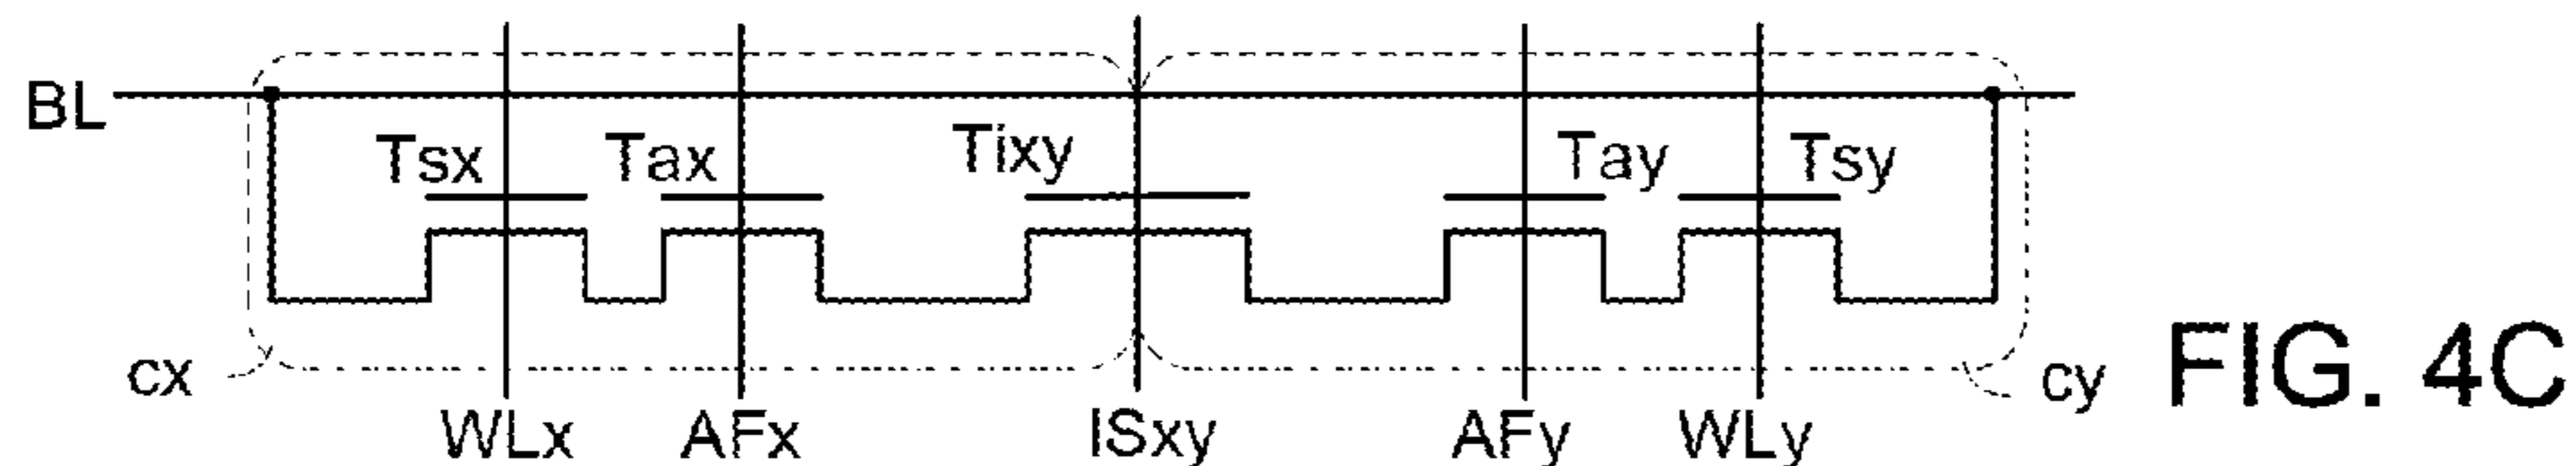 BL
Tsx Tax Tixy Tay Tsy
cx cy
WLx AFx ISxy AFy WLy
FIG. 4C